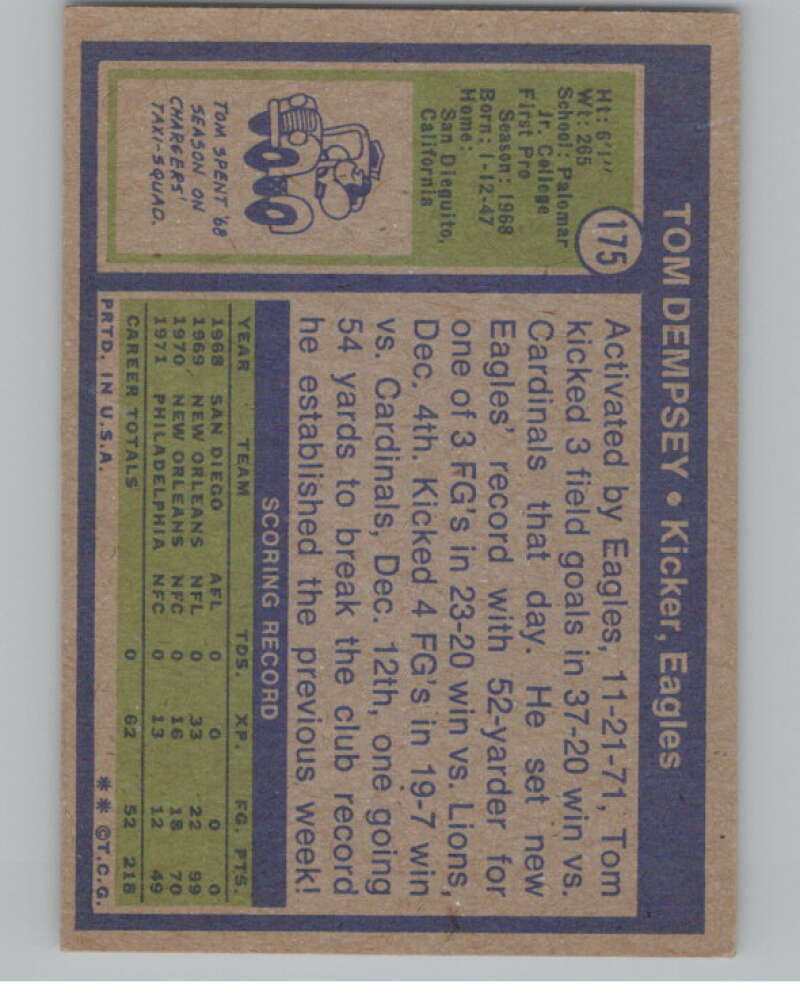 TOM DEMPSEY • Kicker, Eagles
175
Ht: 6'1"
Wt: 265
School: Palomar
Jr. College
First Pro
Season: 1968
Born: 1-12-47
Home:
San Dieguito,
California
TOM SPENT '68
SEASON ON
CHARGERS'
TAXI-SQUAD.
Activated by Eagles, 11-21-71, Tom
kicked 3 field goals in 37-20 win vs.
Cardinals that day. He set new
Eagles' record with 52-yarder for
one of 3 FG's in 23-20 win vs. Lions,
Dec. 4th. Kicked 4 FG's in 19-7 win
vs. Cardinals, Dec. 12th, one going
54 yards to break the club record
he established the previous week!
SCORING RECORD
YEAR TEAM TDS. XP. FG. PTS.
1968 SAN DIEGO AFL 0 0 0 0
1969 NEW ORLEANS NFL 0 33 22 99
1970 NEW ORLEANS NFC 0 16 18 70
1971 PHILADELPHIA NFC 0 13 12 49
CAREER TOTALS 0 62 52 218
PRTD. IN U.S.A. ** ©T.C.G.